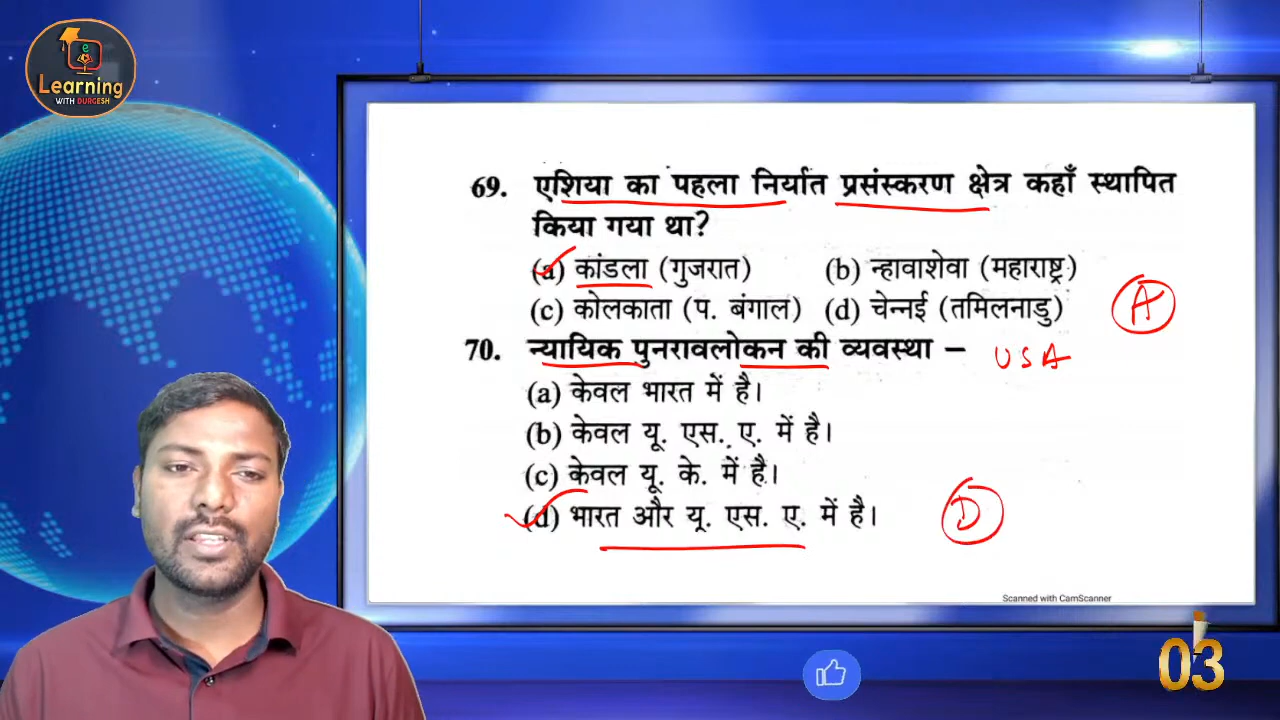 e
Learning
WITH DURGESH
69. एशिया का पहला निर्यात प्रसंस्करण क्षेत्र कहाँ स्थापित
किया गया था?
(a) कांडला (गुजरात) (b) न्हावाशेवा (महाराष्ट्र)
(c) कोलकाता (प. बंगाल) (d) चेन्नई (तमिलनाडु)
A
70. न्यायिक पुनरावलोकन की व्यवस्था – USA
(a) केवल भारत में है।
(b) केवल यू. एस. ए. में है।
(c) केवल यू. के. में है।
(d) भारत और यू. एस. ए. में है।
D
Scanned with CamScanner
03